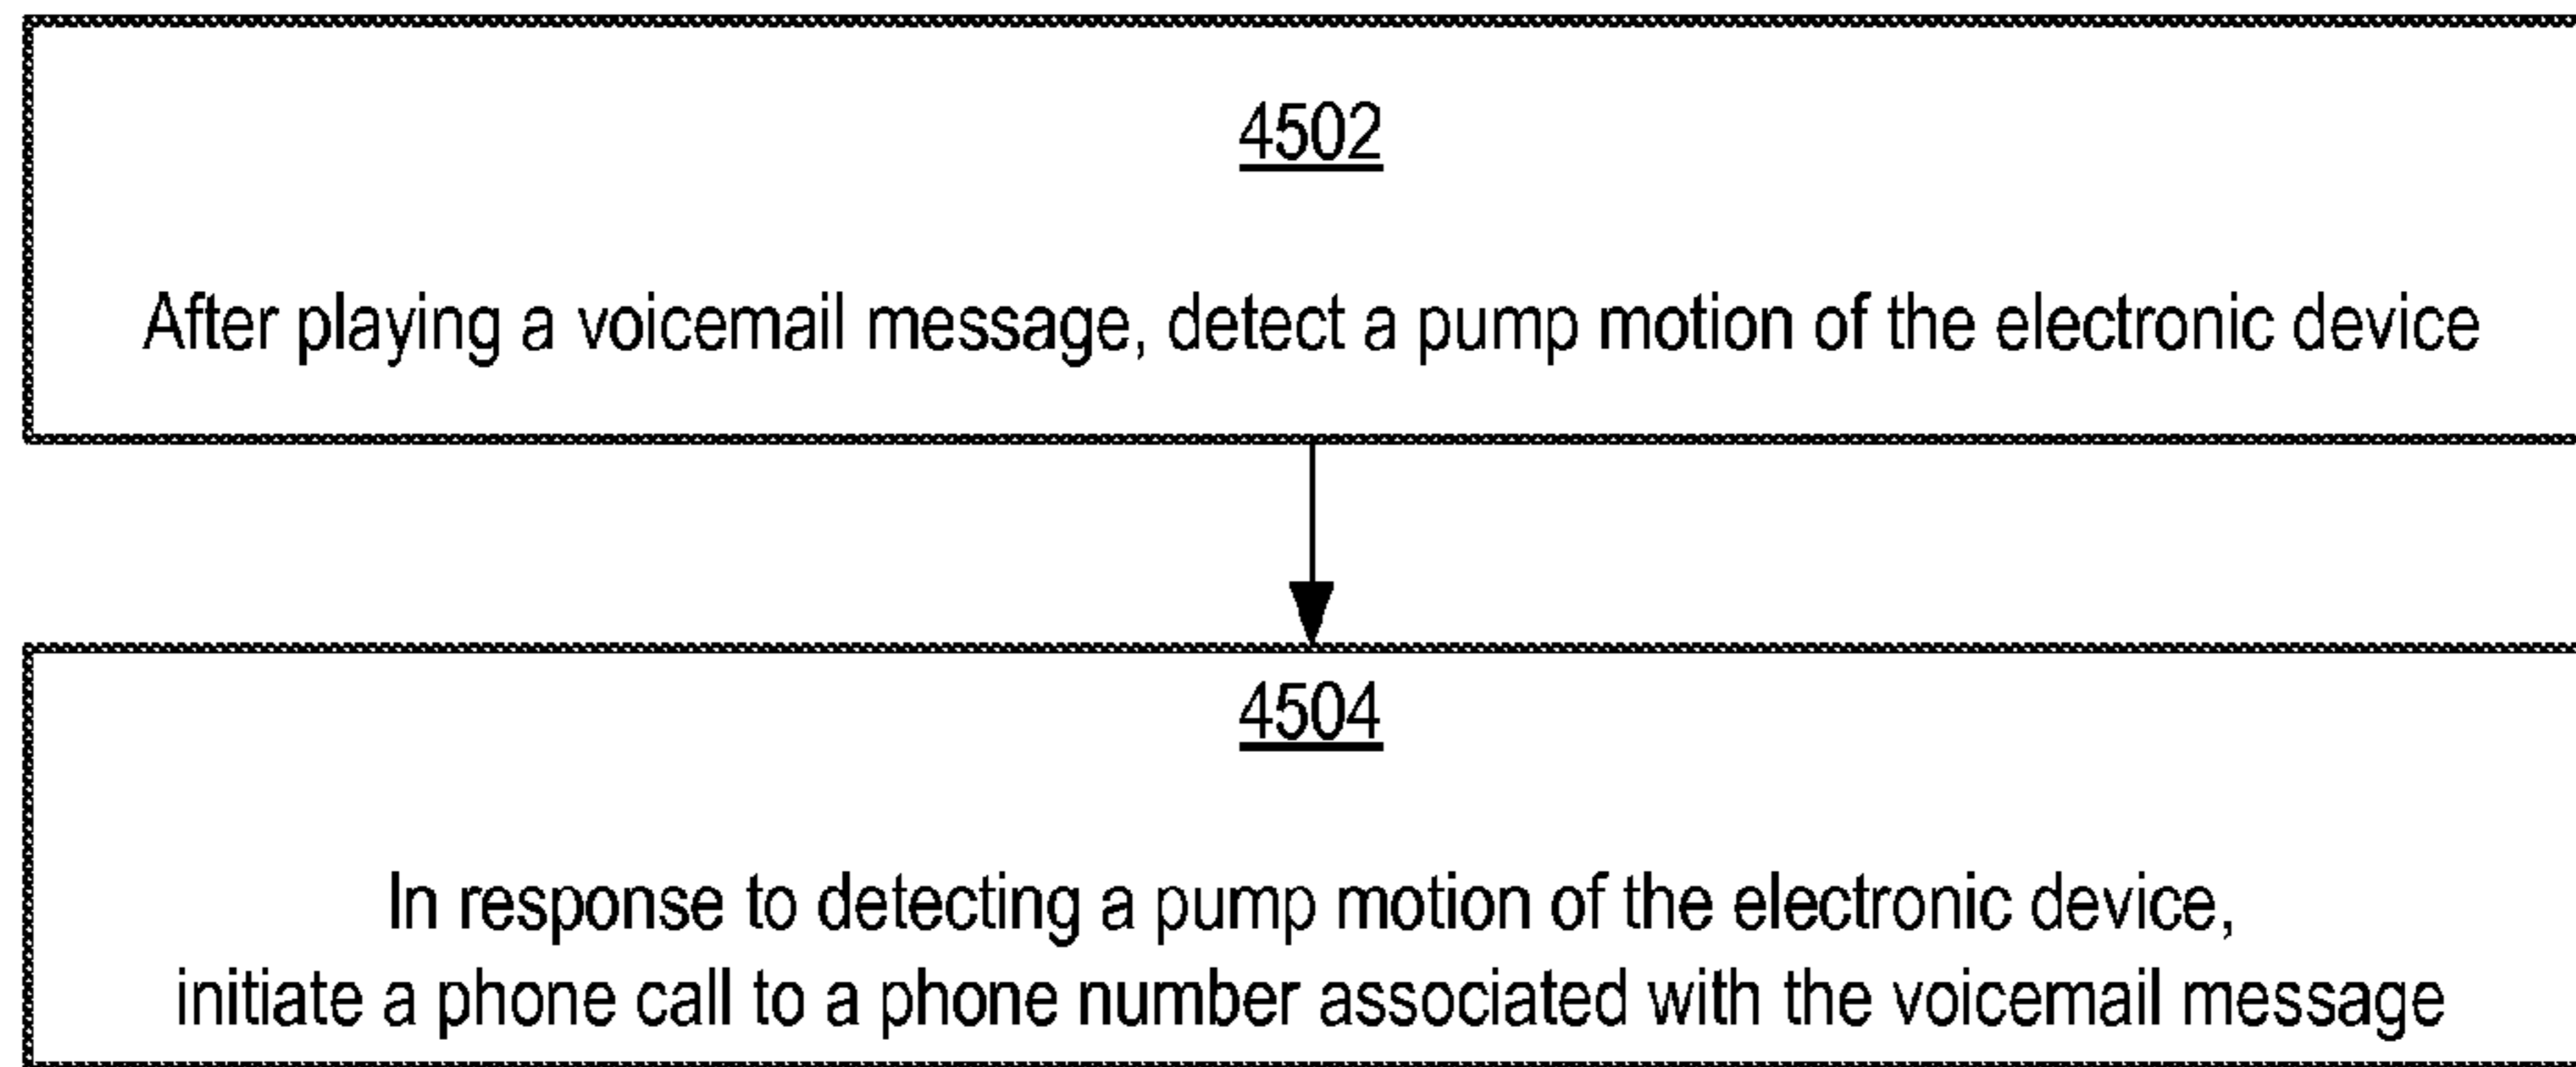 4502
After playing a voicemail message, detect a pump motion of the electronic device
4504
In response to detecting a pump motion of the electronic device,
initiate a phone call to a phone number associated with the voicemail message